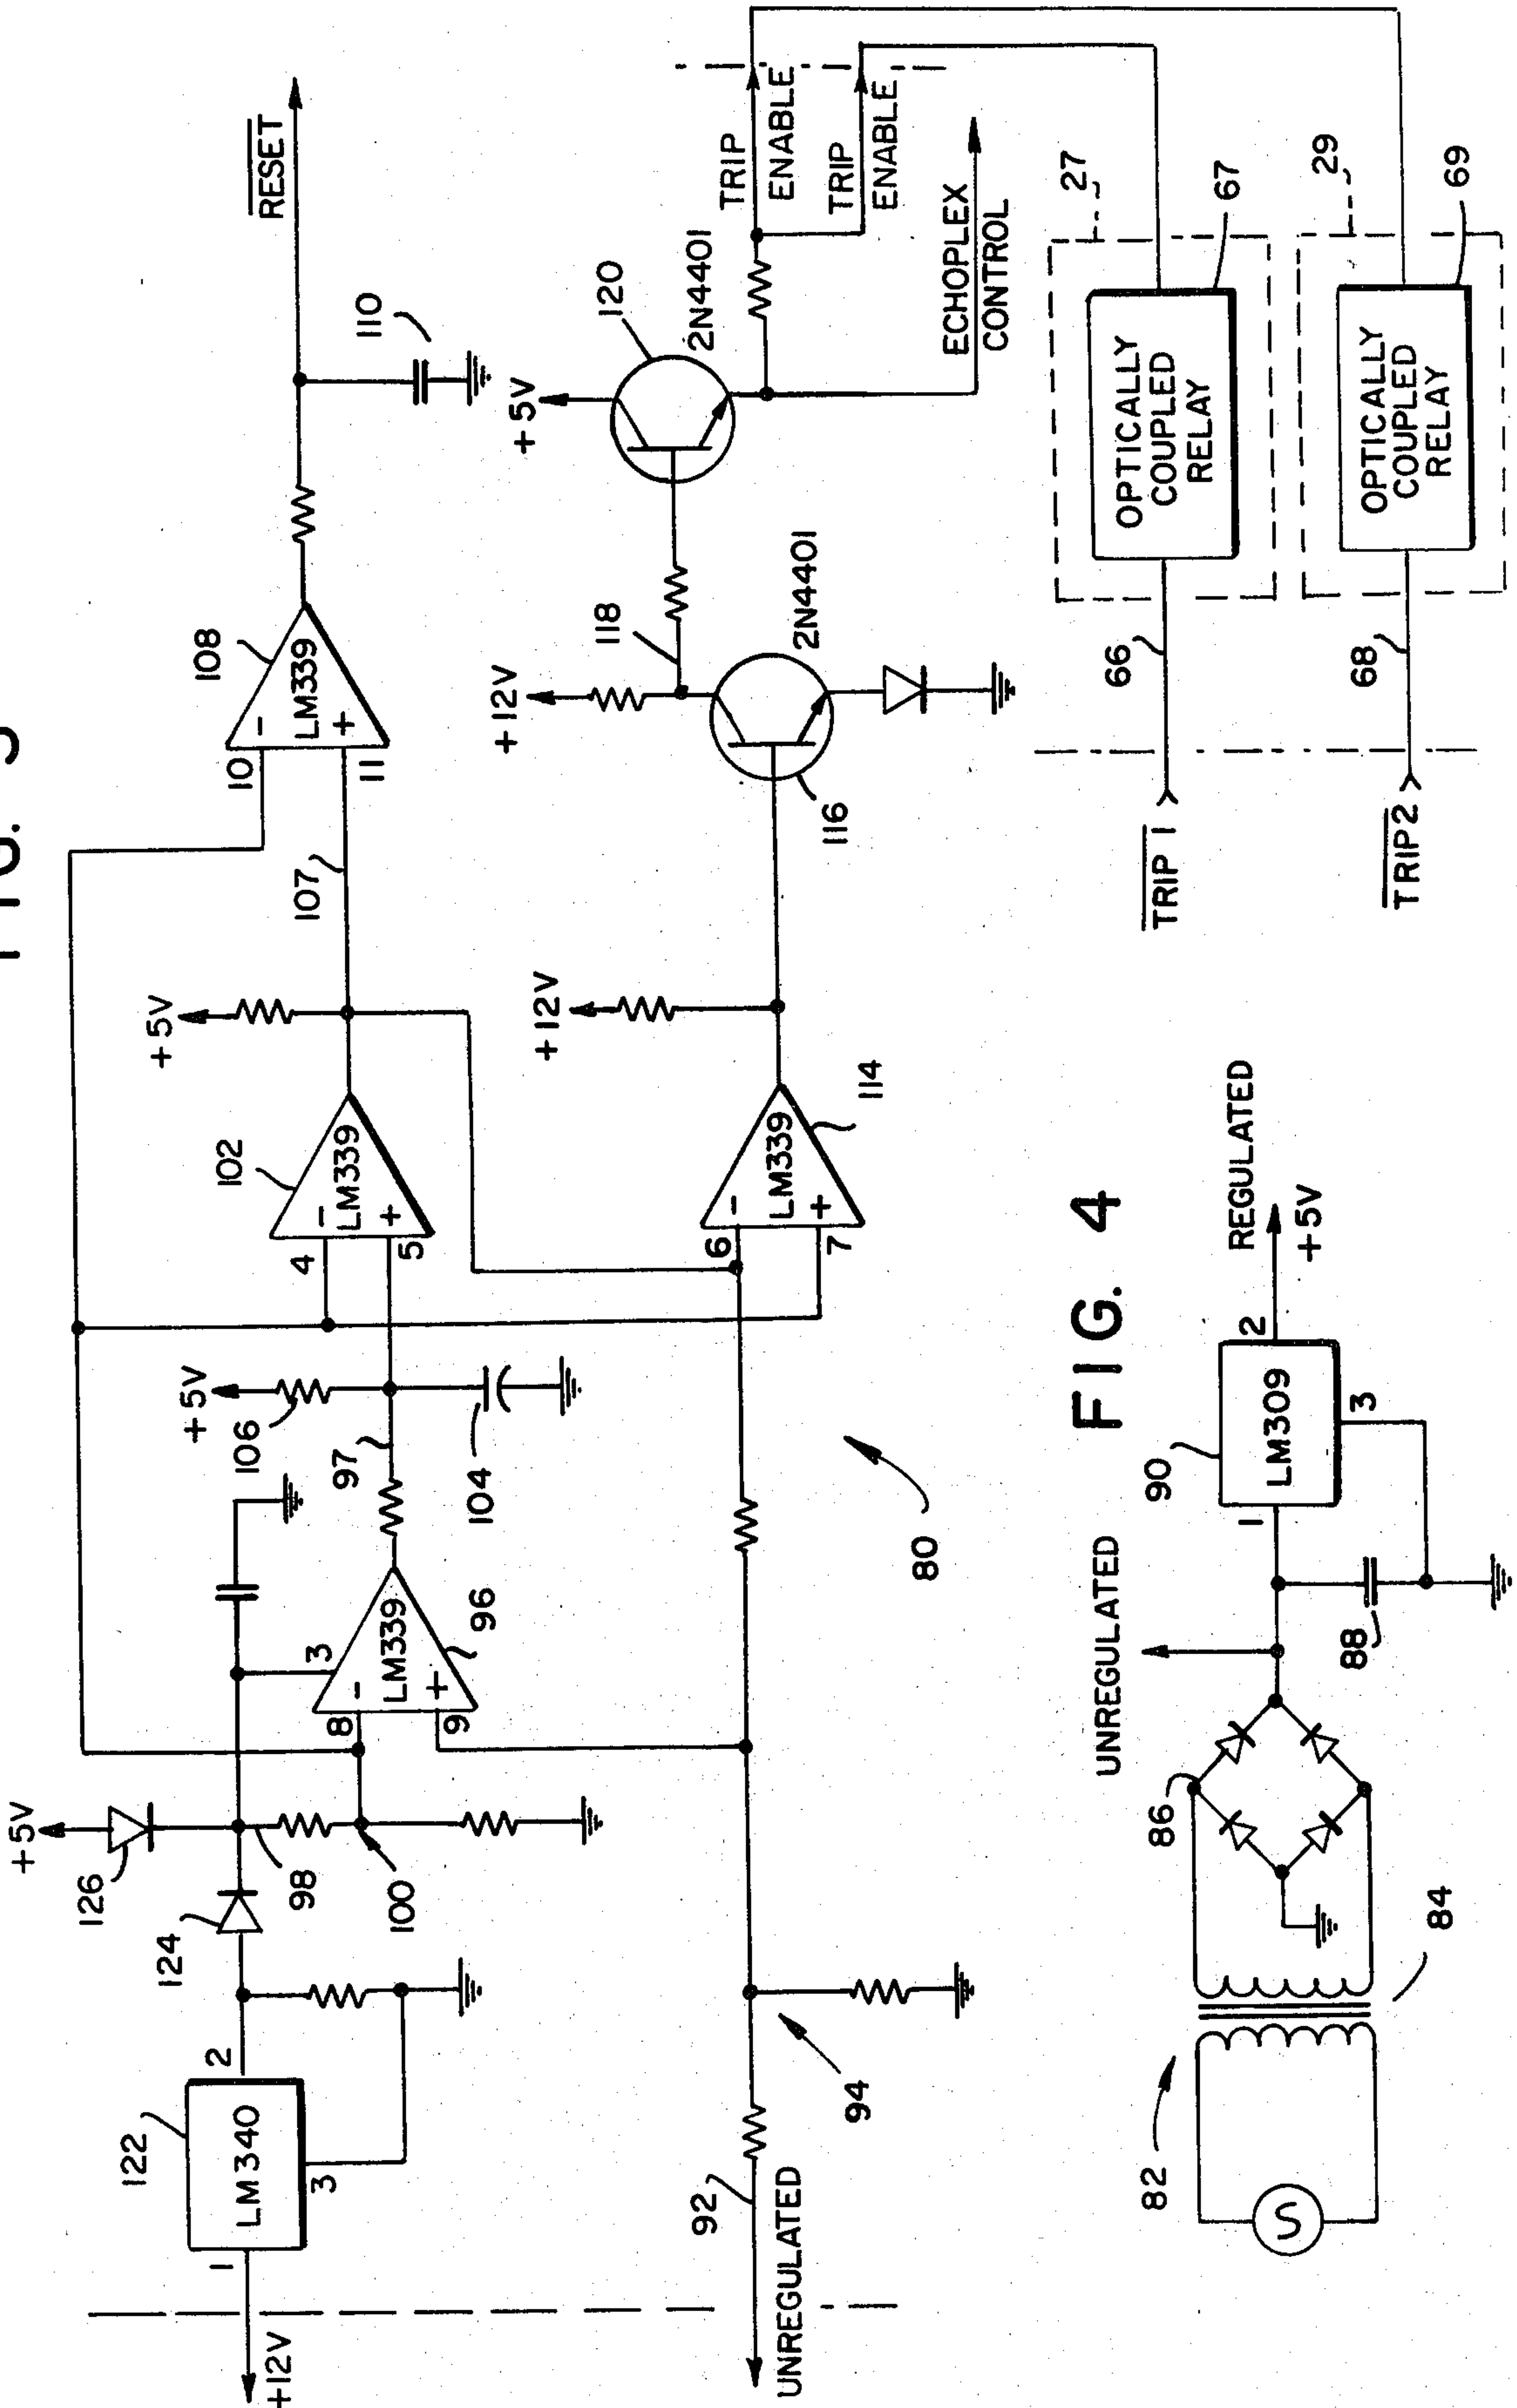 FIG. 5
+12V
1
LM340
2
3
122
124
+5V
126
98
100
8
-
LM339
+
9
3
96
97
+5V
106
104
4
-
LM339
+
5
102
+5V
107
10
-
LM339
+
11
108
RESET
110
UNREGULATED
92
94
80
6
-
LM339
+
7
114
+12V
116
2N4401
+12V
118
+5V
120
2N4401
TRIP
ENABLE
TRIP
ENABLE
ECHOPLEX
CONTROL
TRIP 1
66
OPTICALLY
COUPLED
RELAY
27
67
TRIP2
68
OPTICALLY
COUPLED
RELAY
29
69
FIG. 4
82
S
84
86
UNREGULATED
88
1
LM309
2
3
90
REGULATED
+5V